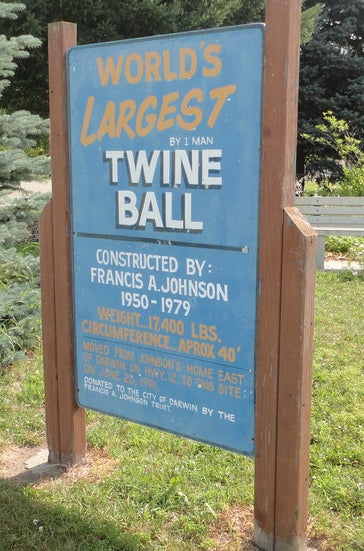 WORLD'S
LARGEST
BY 1 MAN
TWINE
BALL
CONSTRUCTED BY:
FRANCIS A. JOHNSON
1950-1979
WEIGHT...17,400 LBS.
CIRCUMFERENCE...APROX 40'
MOVED FROM JOHNSON'S HOME EAST
OF DARWIN ON HWY. 12 TO THIS SITE:
ON JUNE 25, 1991.
DONATED TO THE CITY OF DARWIN BY THE
FRANCIS A. JOHNSON TRUST.